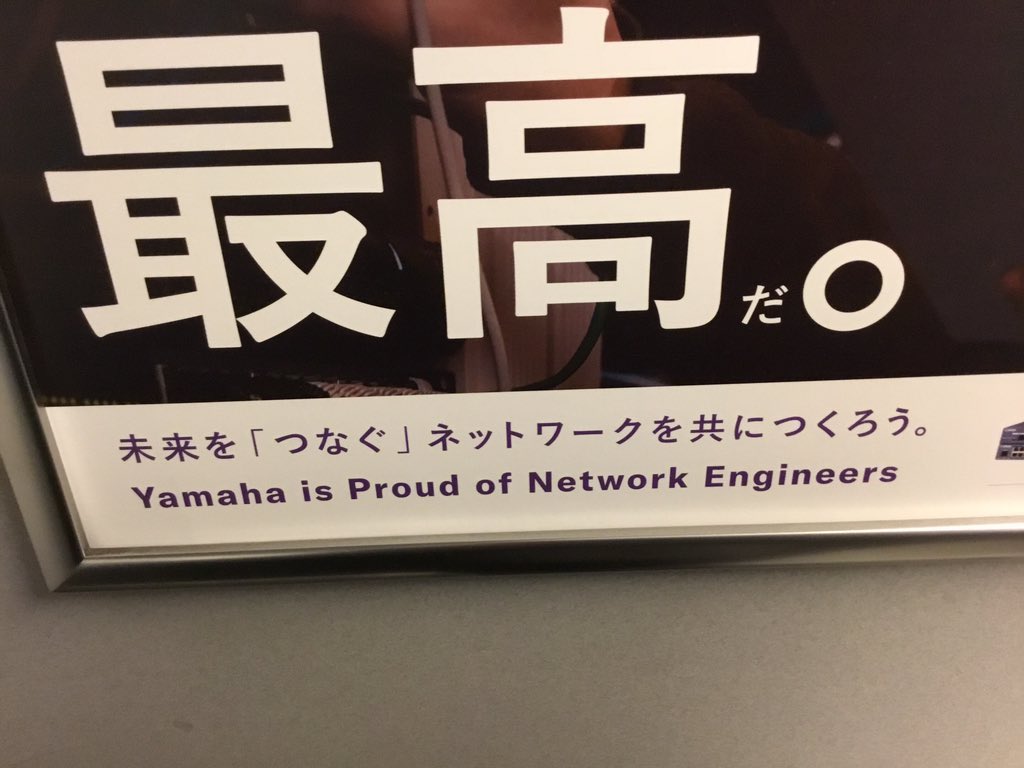 最高だ。
未来を「つなぐ」ネットワークを共につくろう。
Yamaha is Proud of Network Engineers